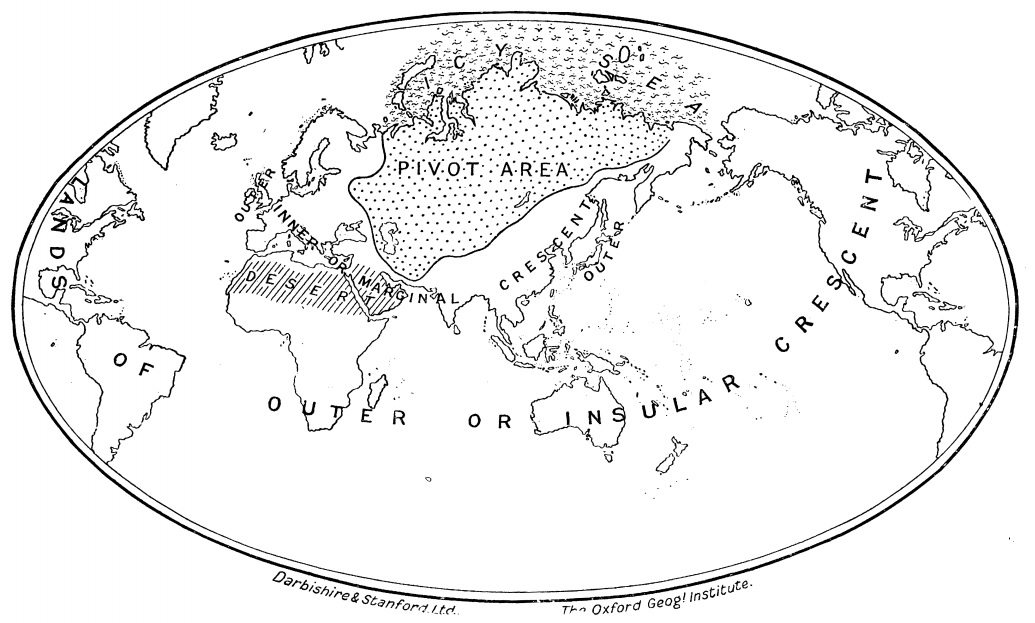 ICY SEA
PIVOT AREA
OUTER
INNER OR MARGINAL CRESCENT
OUTER
DESERT
LANDS OF OUTER OR INSULAR CRESCENT
Darbishire & Stanford, Ltd.
The Oxford Geog! Institute.